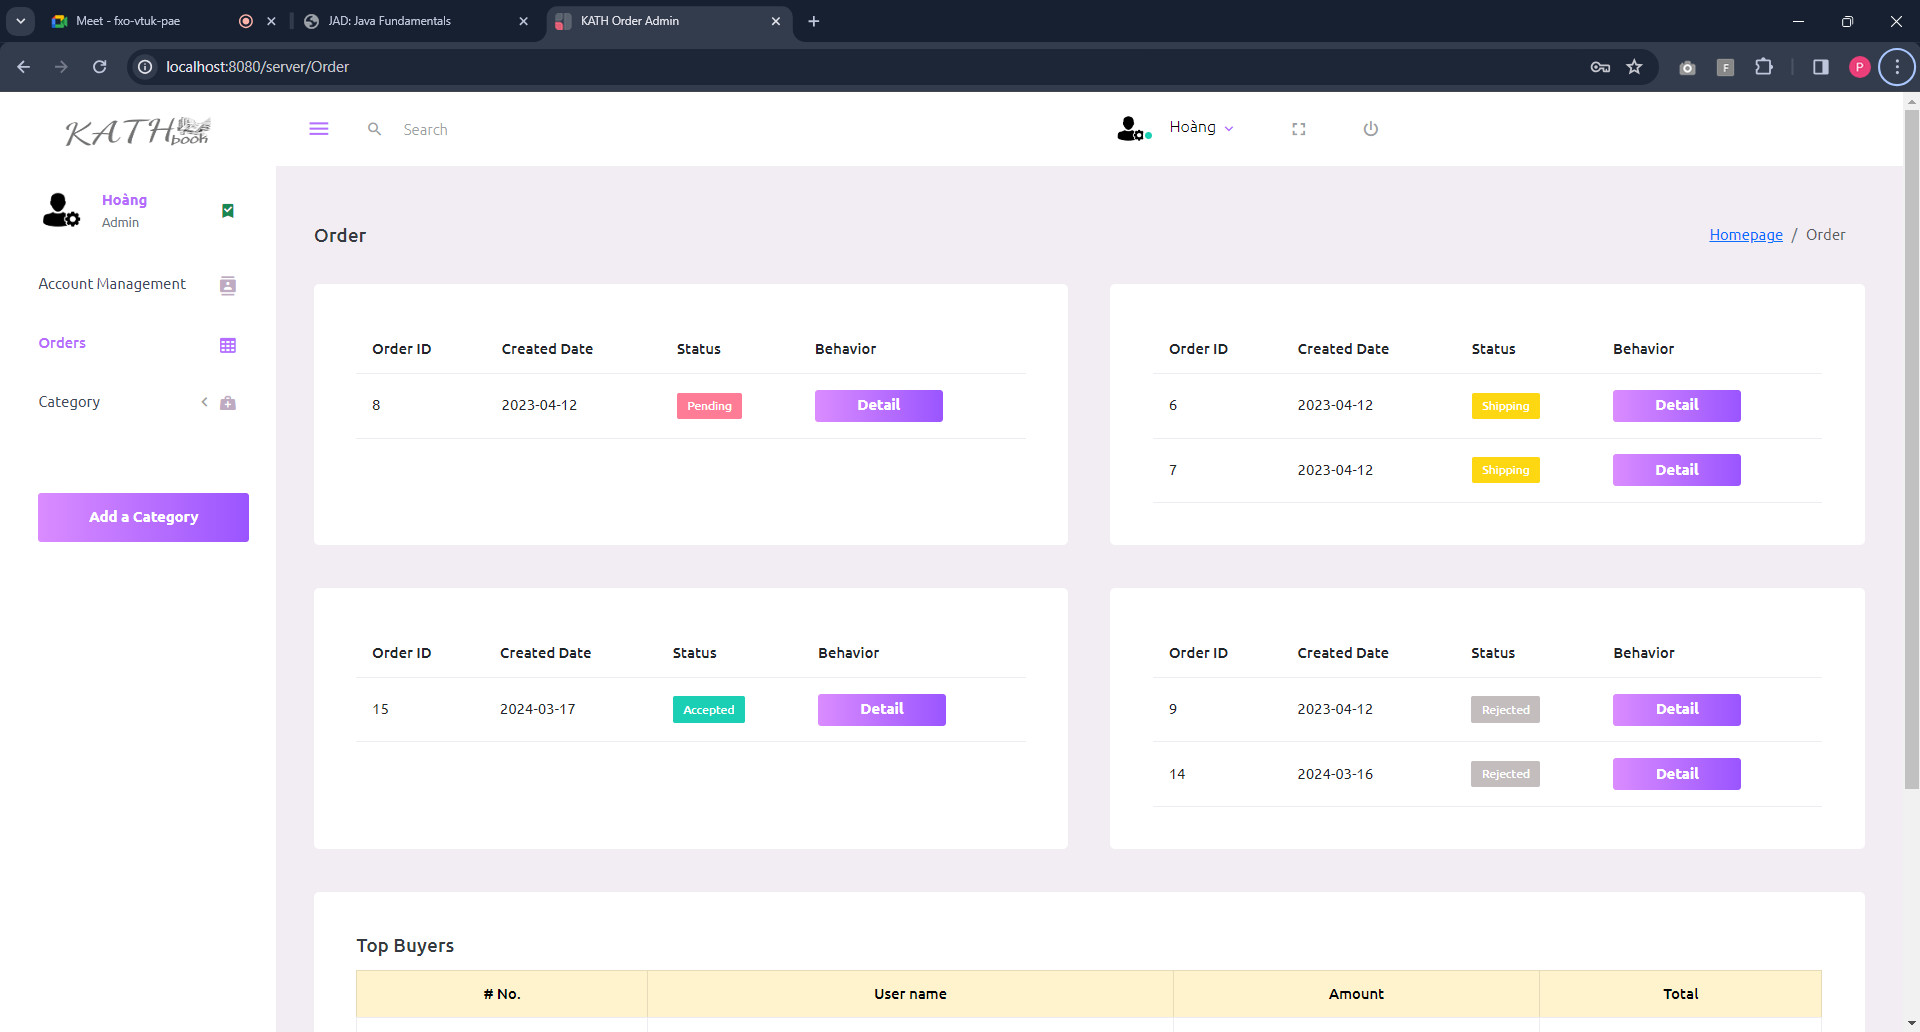 Meet - fxo-vtuk-pae
JAD: Java Fundamentals
KATH Order Admin
localhost:8080/server/Order
F
P
KATH book
Search
Hoàng
Hoàng
Admin
Account Management
Orders
Category
Add a Category
Order
Homepage / Order
Order ID Created Date Status Behavior
8 2023-04-12 Pending Detail
Order ID Created Date Status Behavior
6 2023-04-12 Shipping Detail
7 2023-04-12 Shipping Detail
Order ID Created Date Status Behavior
15 2024-03-17 Accepted Detail
Order ID Created Date Status Behavior
9 2023-04-12 Rejected Detail
14 2024-03-16 Rejected Detail
Top Buyers
# No. User name Amount Total